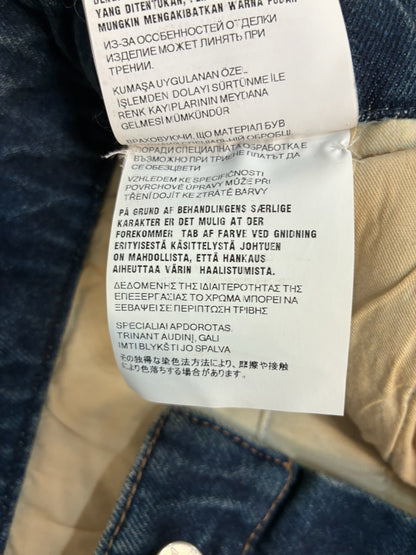 YANG DITENTUKAN,
MUNGKIN MENGAKIBATKAN WARNA PUDAR
ИЗ-ЗА ОСОБЕННОСТЕЙ ОТДЕЛКИ
ИЗДЕЛИЕ МОЖЕТ ЛИНЯТЬ ПРИ
ТРЕНИИ.
KUMAŞA UYGULANAN ÖZEL
İŞLEMDEN DOLAYI SÜRTÜNME İLE
RENK KAYIPLARININ MEYDANA
GELMESİ MÜMKÜNDÜR
ВРАХОВУЮЧИ, ЩО МАТЕРІАЛ БУВ
ПОРАДИ СПЕЦИАЛНАТА ОБРАБОТКА Е
ВЪЗМОЖНО ПРИ ТРИЕНЕ ПЛАТЪТ ДА
СЕ ОБЕЗЦВЕТИ
VZHLEDEM KE SPECIFIČNOSTI
POVRCHOVÉ ÚPRAVY MŮŽE PŘI
TŘENÍ DOJÍT KE ZTRÁTĚ BARVY
PÅ GRUND AF BEHANDLINGENS SÆRLIGE
KARAKTER ER DET MULIG AT DER
FOREKOMMER TAB AF FARVE VED GNIDNING
ERITYISESTÄ KÄSITTELYSTÄ JOHTUEN
ON MAHDOLLISTA, ETTÄ HANKAUS
AIHEUTTAA VÄRIN HAALISTUMISTA.
ΔΕΔΟΜΕΝΗΣ ΤΗΣ ΙΔΙΑΙΤΕΡΟΤΗΤΑΣ ΤΗΣ
ΕΠΕΞΕΡΓΑΣΙΑΣ ΤΟ ΧΡΩΜΑ ΜΠΟΡΕΙ ΝΑ
ΞΕΒΑΨΕΙ ΣΕ ΠΕΡΙΠΤΩΣΗ ΤΡΙΒΗΣ
SPECIALIAI APDOROTAS.
TRINANT AUDINĮ, GALI
IMTI BLYKŠTI JO SPALVA
その独得な染色法方法により, 摩擦や接触
により色落ちする場合があります.